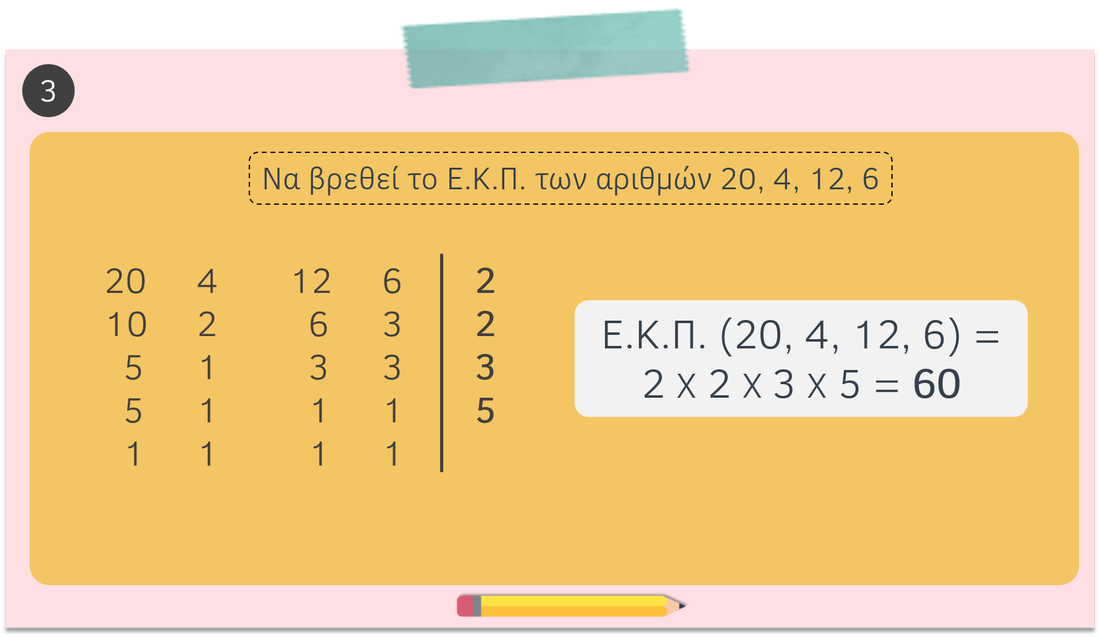 3
Να βρεθεί το Ε.Κ.Π. των αριθμών 20, 4, 12, 6
20 4 12 6 2
10 2 6 3 2
5 1 3 3 3
5 1 1 1 5
1 1 1 1
Ε.Κ.Π. (20, 4, 12, 6) =
2 x 2 x 3 x 5 = 60